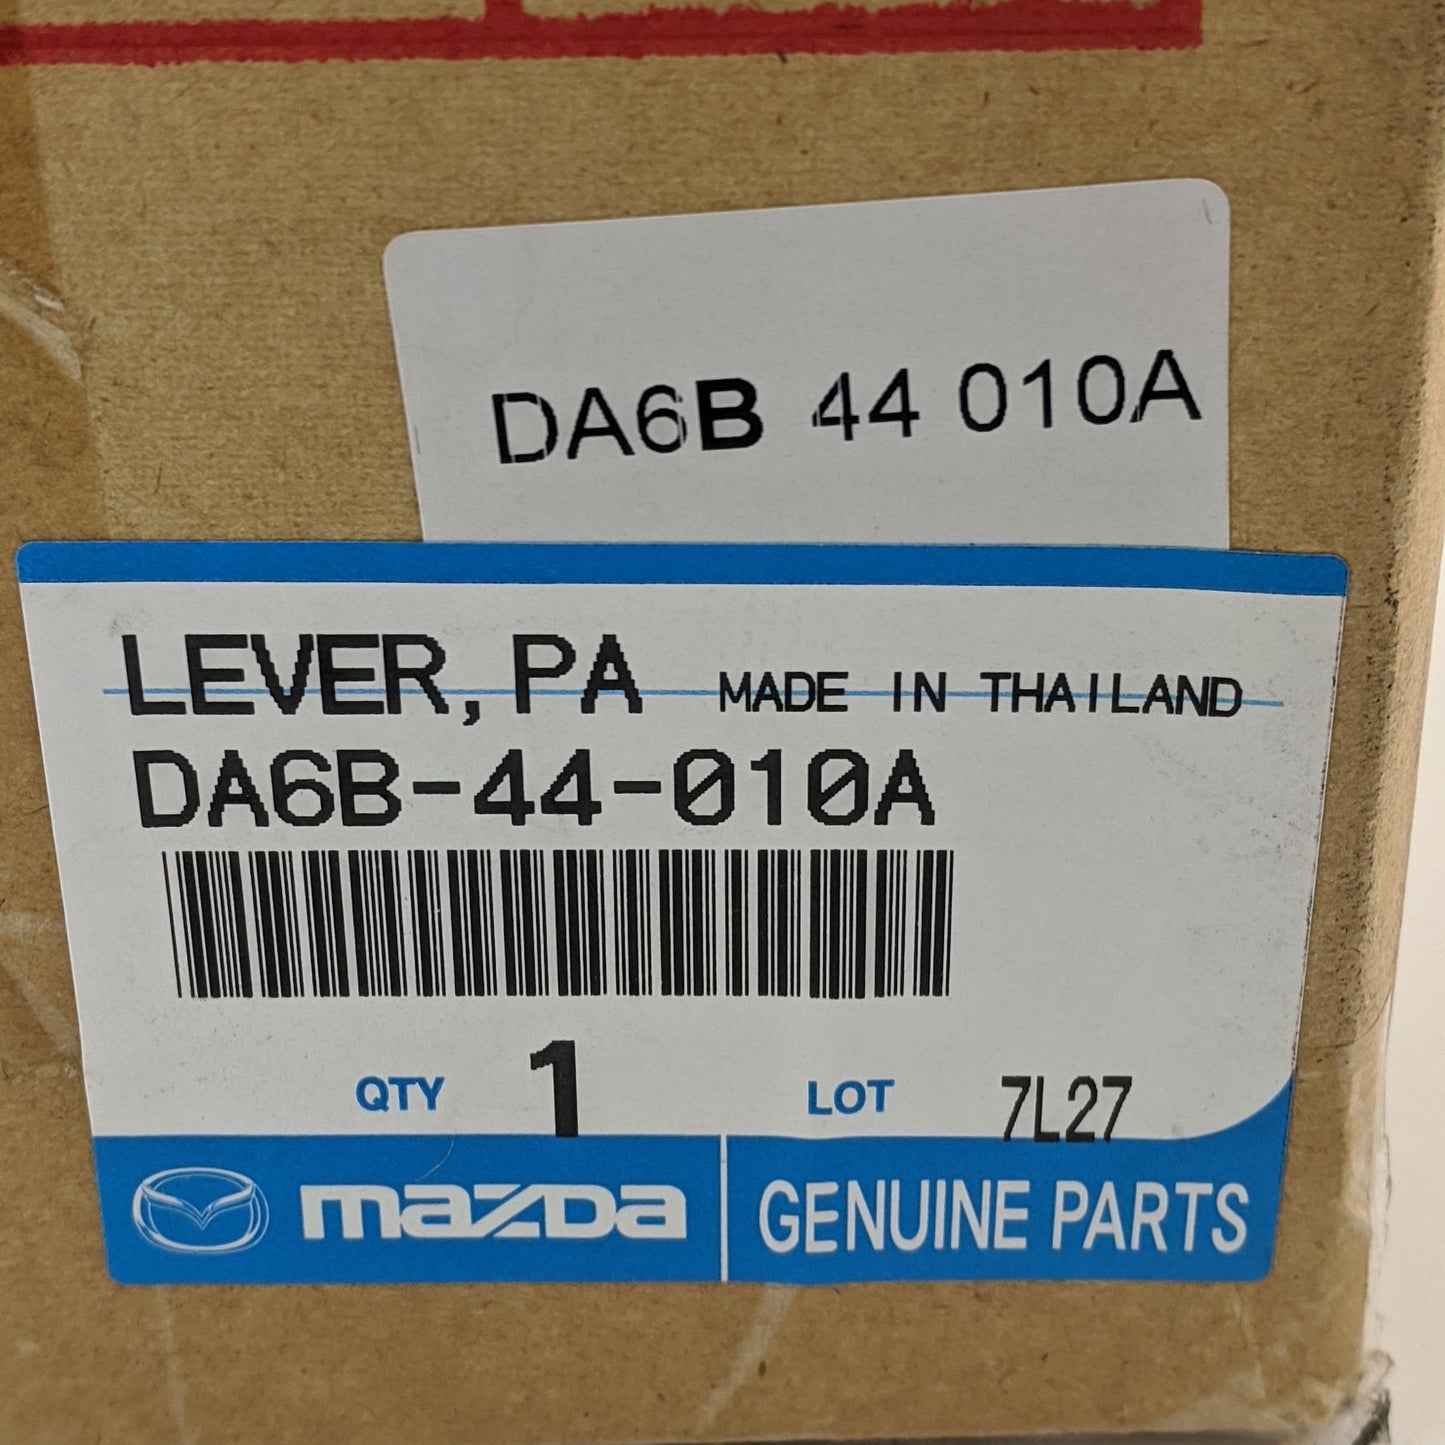 DA6B 44 010A
LEVER, PA MADE IN THAILAND
DA6B-44-010A
QTY 1 LOT 7L27
mazda GENUINE PARTS